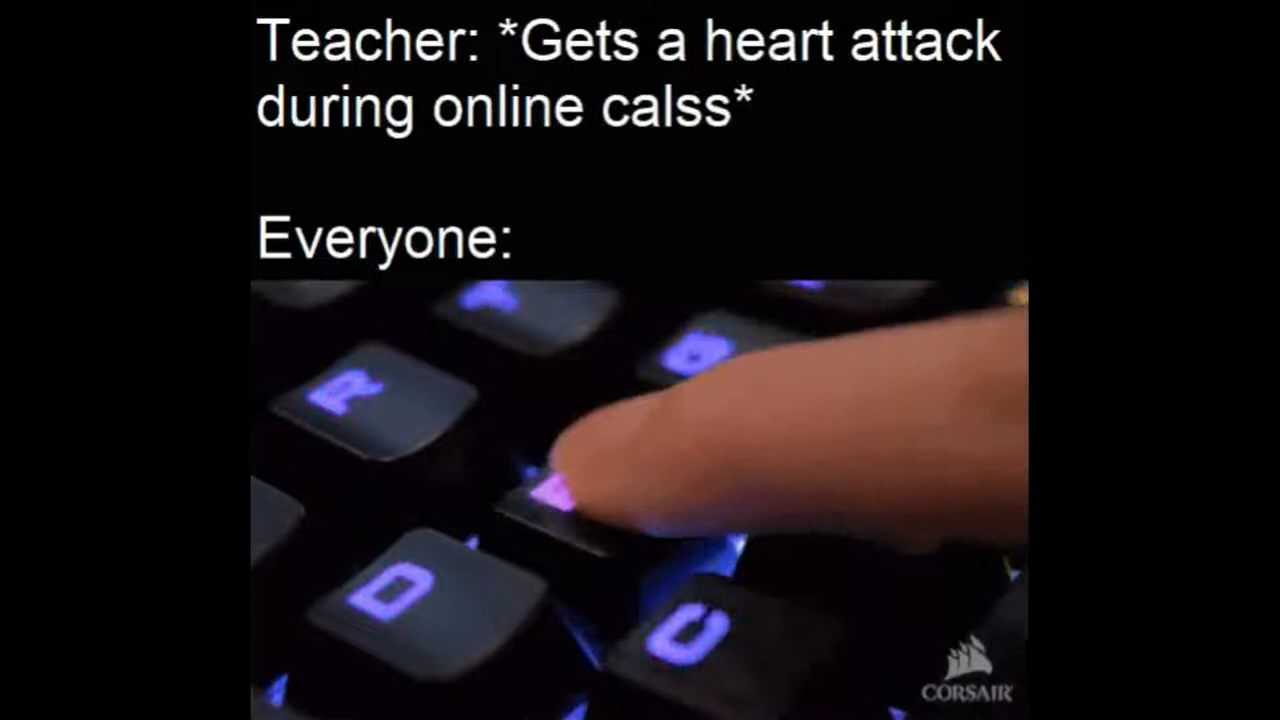 Teacher: *Gets a heart attack
during online calss*
Everyone:
T
G
R
D
C
CORSAIR